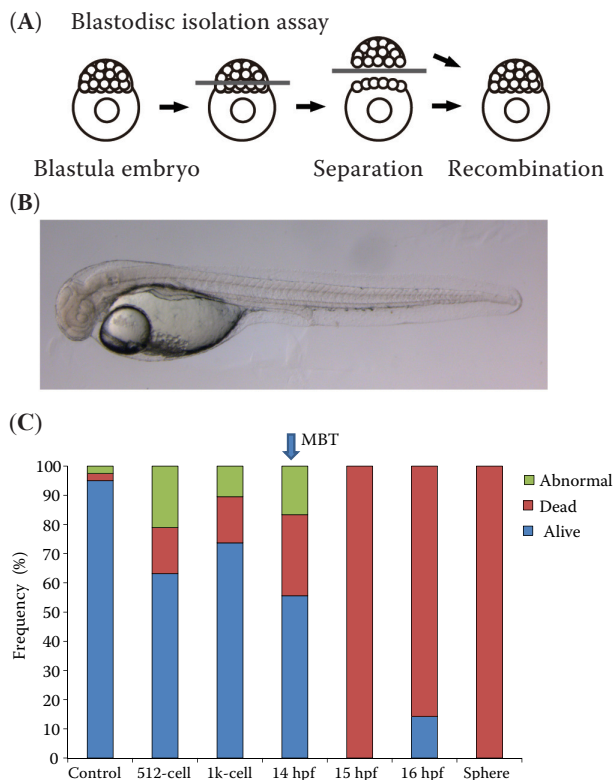 (A) Blastodisc isolation assay
Blastula embryo Separation Recombination
(B)
(C)
MBT
100
90
80
70
60
50
40
30
20
10
0
Frequency (%)
Abnormal
Dead
Alive
Control 512-cell 1k-cell 14 hpf 15 hpf 16 hpf Sphere